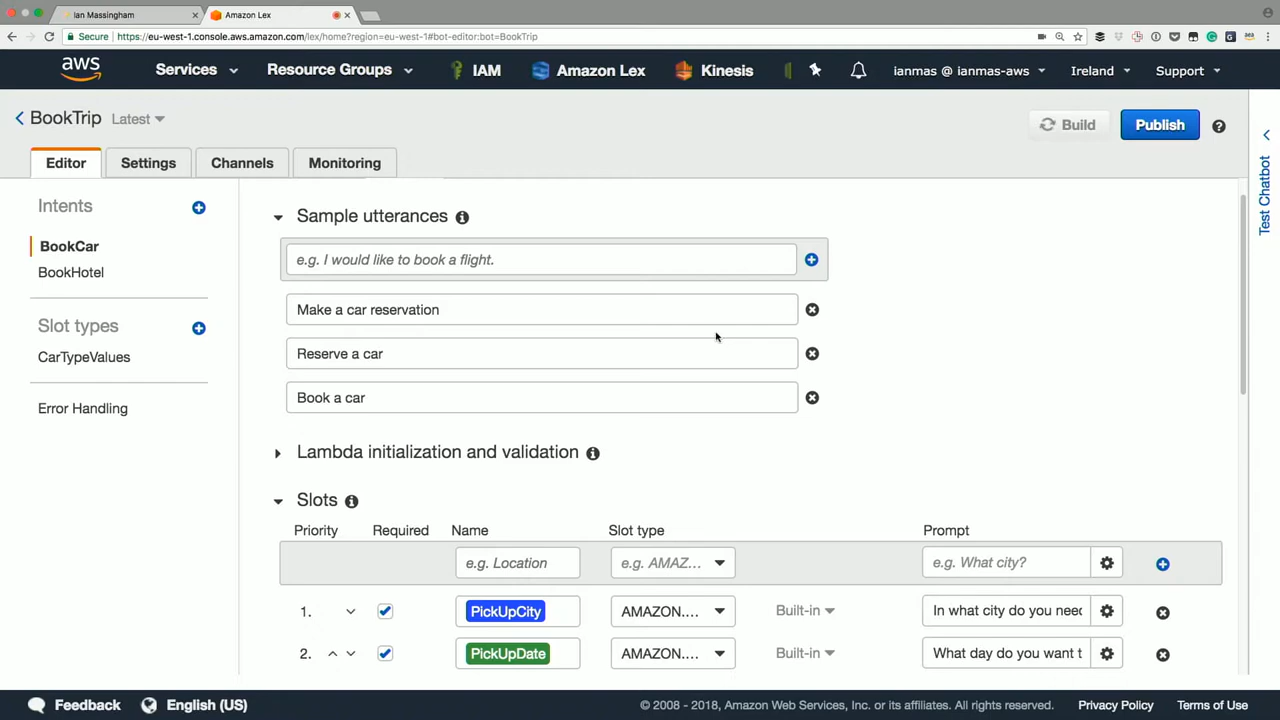 Ian Massingham
Amazon Lex
Secure https://eu-west-1.console.aws.amazon.com/lex/home?region=eu-west-1#bot-editor:bot=BookTrip
aws Services Resource Groups IAM Amazon Lex Kinesis ianmas @ ianmas-aws Ireland Support
BookTrip Latest
Build
Publish
Test Chatbot
Editor Settings Channels Monitoring
Intents
BookCar
BookHotel
Slot types
CarTypeValues
Error Handling
Sample utterances
e.g. I would like to book a flight.
Make a car reservation
Reserve a car
Book a car
Lambda initialization and validation
Slots
Priority Required Name Slot type Prompt
e.g. Location e.g. AMAZ... e.g. What city?
1. PickUpCity AMAZON.... Built-in In what city do you need
2. PickUpDate AMAZON.... Built-in What day do you want t
Feedback English (US) © 2008 - 2018, Amazon Web Services, Inc. or its affiliates. All rights reserved. Privacy Policy Terms of Use